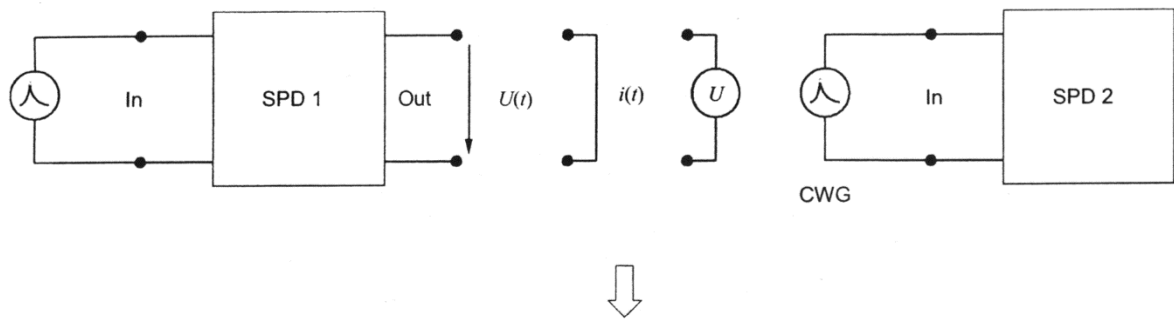 In
SPD 1
Out
U(t)
i(t)
U
In
SPD 2
CWG